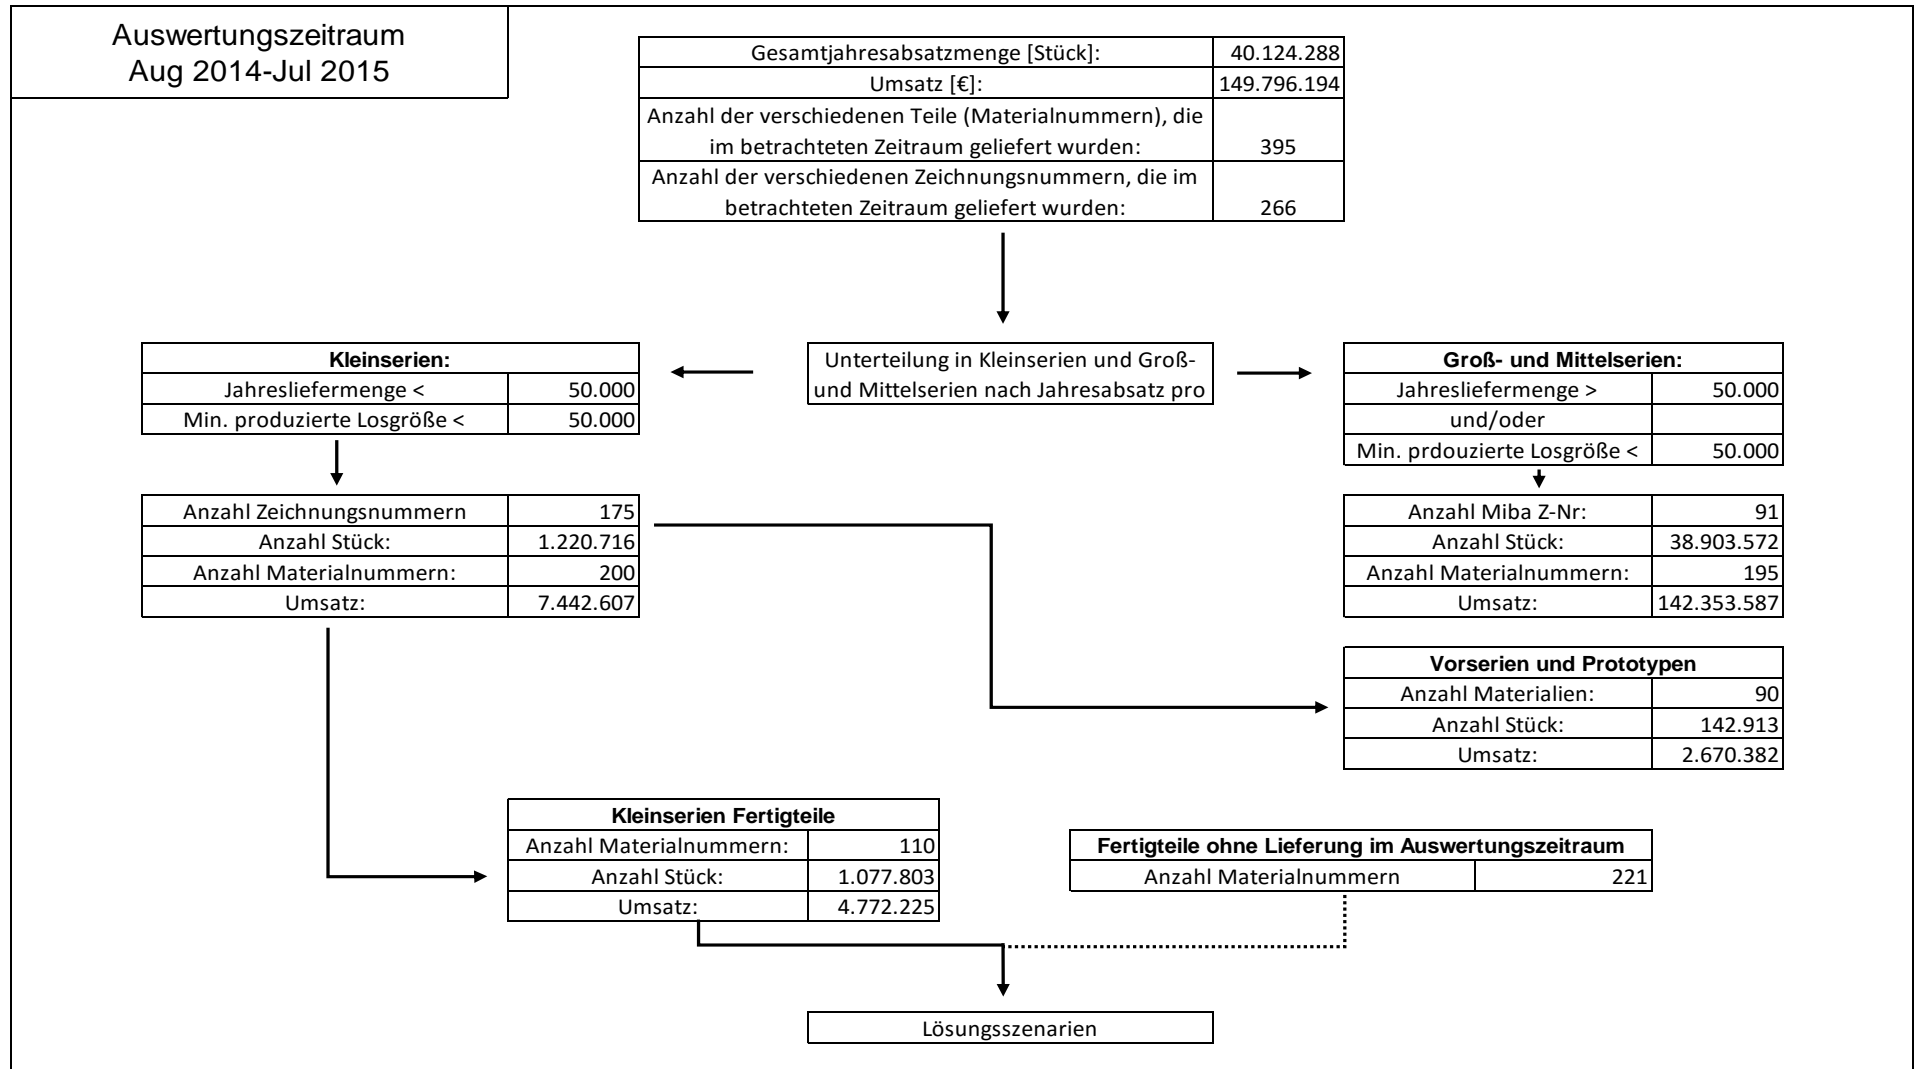 Auswertungszeitraum
Aug 2014-Jul 2015
Gesamtjahresabsatzmenge [Stück]: 40.124.288
Umsatz [€]: 149.796.194
Anzahl der verschiedenen Teile (Materialnummern), die
im betrachteten Zeitraum geliefert wurden: 395
Anzahl der verschiedenen Zeichnungsnummern, die im
betrachteten Zeitraum geliefert wurden: 266
Kleinserien:
Jahresliefermenge < 50.000
Min. produzierte Losgröße < 50.000
Unterteilung in Kleinserien und Groß-
und Mittelserien nach Jahresabsatz pro
Groß- und Mittelserien:
Jahresliefermenge > 50.000
und/oder
Min. prdouzierte Losgröße < 50.000
Anzahl Zeichnungsnummern 175
Anzahl Stück: 1.220.716
Anzahl Materialnummern: 200
Umsatz: 7.442.607
Anzahl Miba Z-Nr: 91
Anzahl Stück: 38.903.572
Anzahl Materialnummern: 195
Umsatz: 142.353.587
Vorserien und Prototypen
Anzahl Materialien: 90
Anzahl Stück: 142.913
Umsatz: 2.670.382
Kleinserien Fertigteile
Anzahl Materialnummern: 110
Anzahl Stück: 1.077.803
Umsatz: 4.772.225
Fertigteile ohne Lieferung im Auswertungszeitraum
Anzahl Materialnummern 221
Lösungsszenarien